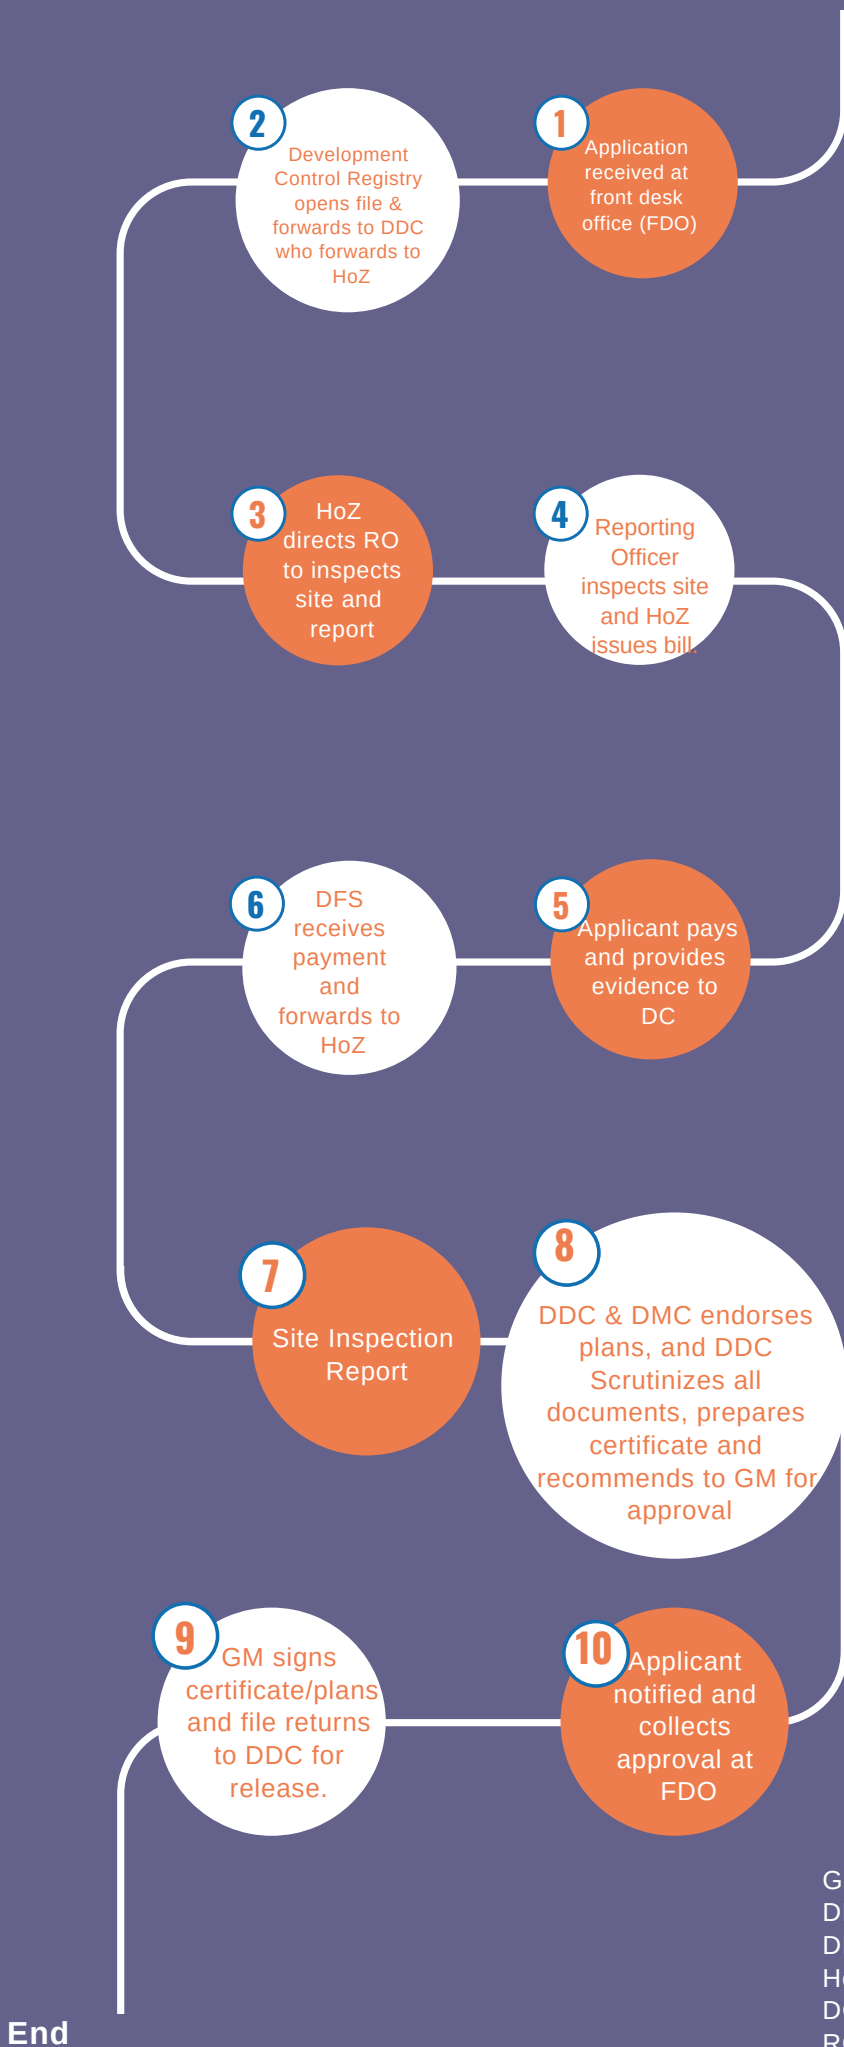 1
Application
received at
front desk
office (FDO)
2
Development
Control Registry
opens file &
forwards to DDC
who forwards to
HoZ
3
HoZ
directs RO
to inspects
site and
report
4
Reporting
Officer
inspects site
and HoZ
issues bill.
5
Applicant pays
and provides
evidence to
DC
6
DFS
receives
payment
and
forwards to
HoZ
7
Site Inspection
Report
8
DDC & DMC endorses
plans, and DDC
Scrutinizes all
documents, prepares
certificate and
recommends to GM for
approval
9
GM signs
certificate/plans
and file returns
to DDC for
release.
10
Applicant
notified and
collects
approval at
FDO
End